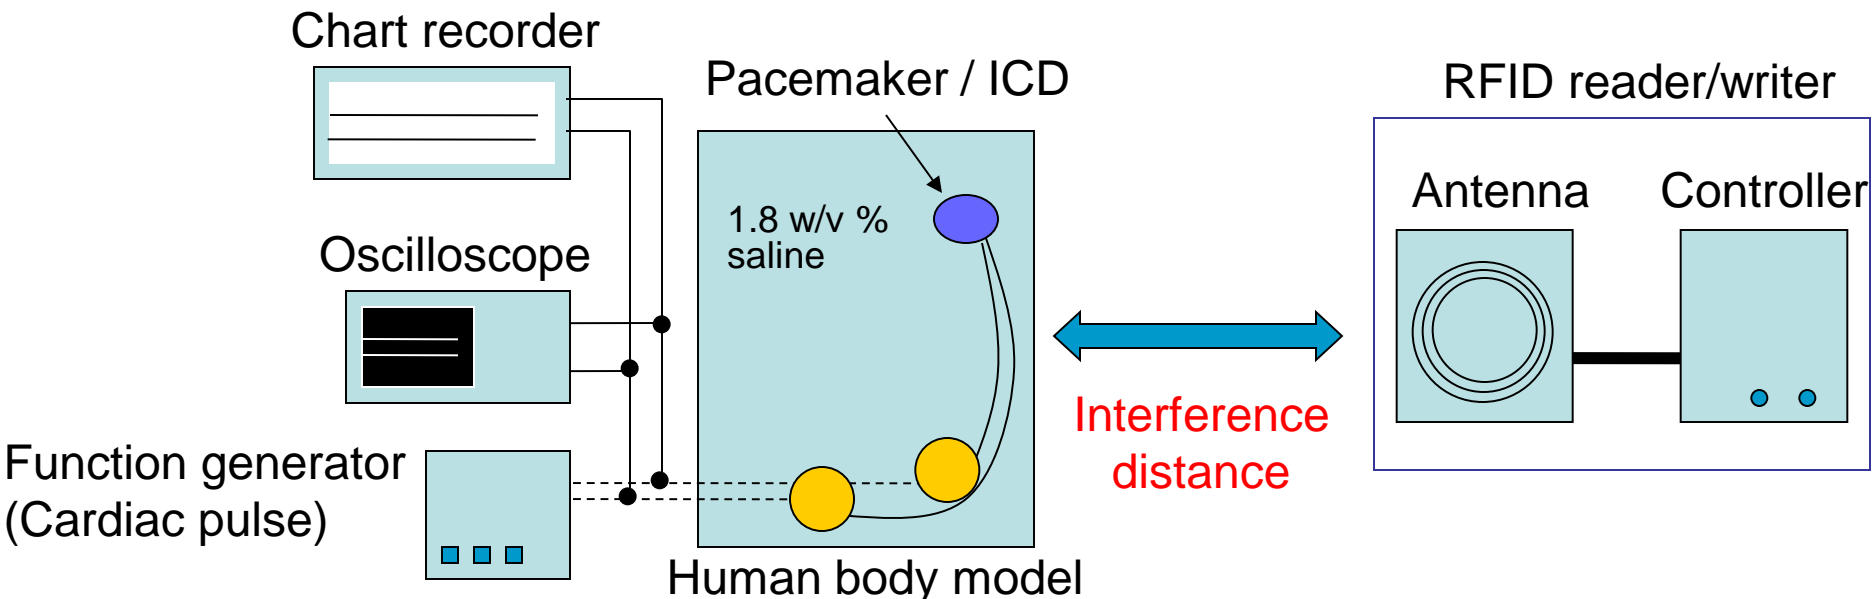 Chart recorder
Pacemaker / ICD
RFID reader/writer
Antenna
Controller
1.8 w/v %
saline
Oscilloscope
Interference
distance
Function generator
(Cardiac pulse)
Human body model